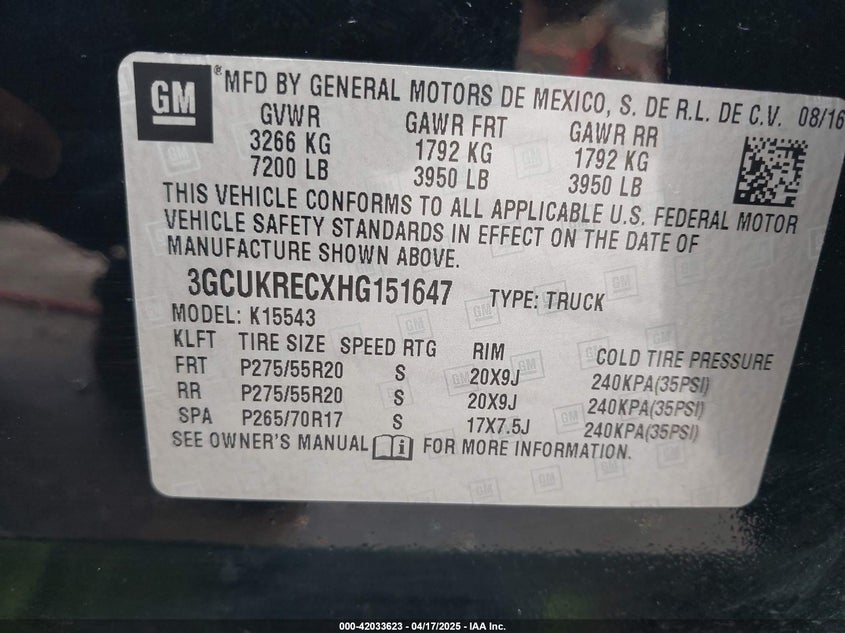 GM ® MFD BY GENERAL MOTORS DE MEXICO, S. DE R.L. DE C.V. 08/16
GVWR GAWR FRT GAWR RR
3266 KG 1792 KG 1792 KG
7200 LB 3950 LB 3950 LB
THIS VEHICLE CONFORMS TO ALL APPLICABLE U.S. FEDERAL MOTOR
VEHICLE SAFETY STANDARDS IN EFFECT ON THE DATE OF
MANUFACTURE SHOWN ABOVE.
3GCUKRECXHG151647 TYPE: TRUCK
MODEL: K15543
KLFT TIRE SIZE SPEED RTG RIM COLD TIRE PRESSURE
FRT P275/55R20 S 20X9J 240KPA(35PSI)
RR P275/55R20 S 20X9J 240KPA(35PSI)
SPA P265/70R17 S 17X7.5J 240KPA(35PSI)
SEE OWNER'S MANUAL FOR MORE INFORMATION.
000-42033623 - 04/17/2025 - IAA Inc.